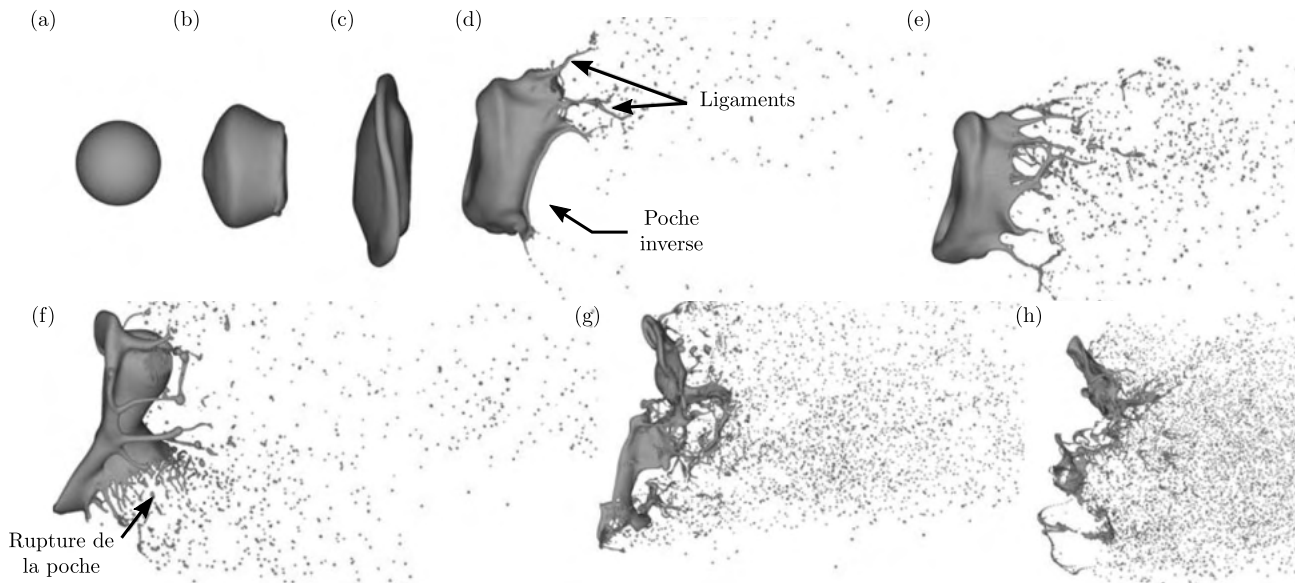 (a)
(b)
(c)
(d)
(e)
Ligaments
Poche
inverse
(f)
(g)
(h)
Rupture de
la poche